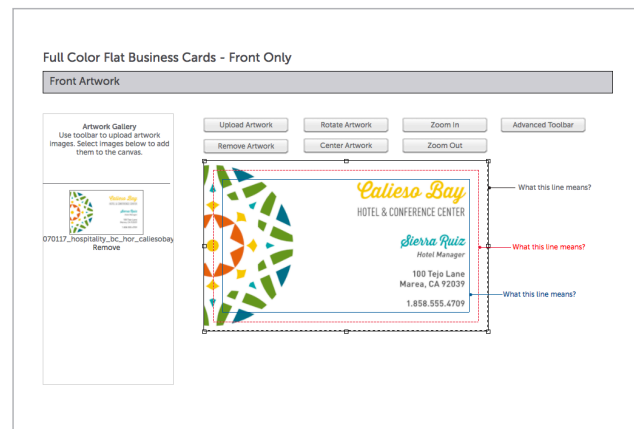 Full Color Flat Business Cards - Front Only
Front Artwork
Artwork Gallery
Use toolbar to upload artwork
images. Select images below to add
them to the canvas.
070117_hospitality_bc_hor_caliesobay
Remove
Upload Artwork
Rotate Artwork
Zoom In
Advanced Toolbar
Remove Artwork
Center Artwork
Zoom Out
Calieso Bay
HOTEL & CONFERENCE CENTER
Sierra Ruiz
Hotel Manager
100 Tejo Lane
Marea, CA 92039
1.858.555.4709
What this line means?
What this line means?
What this line means?